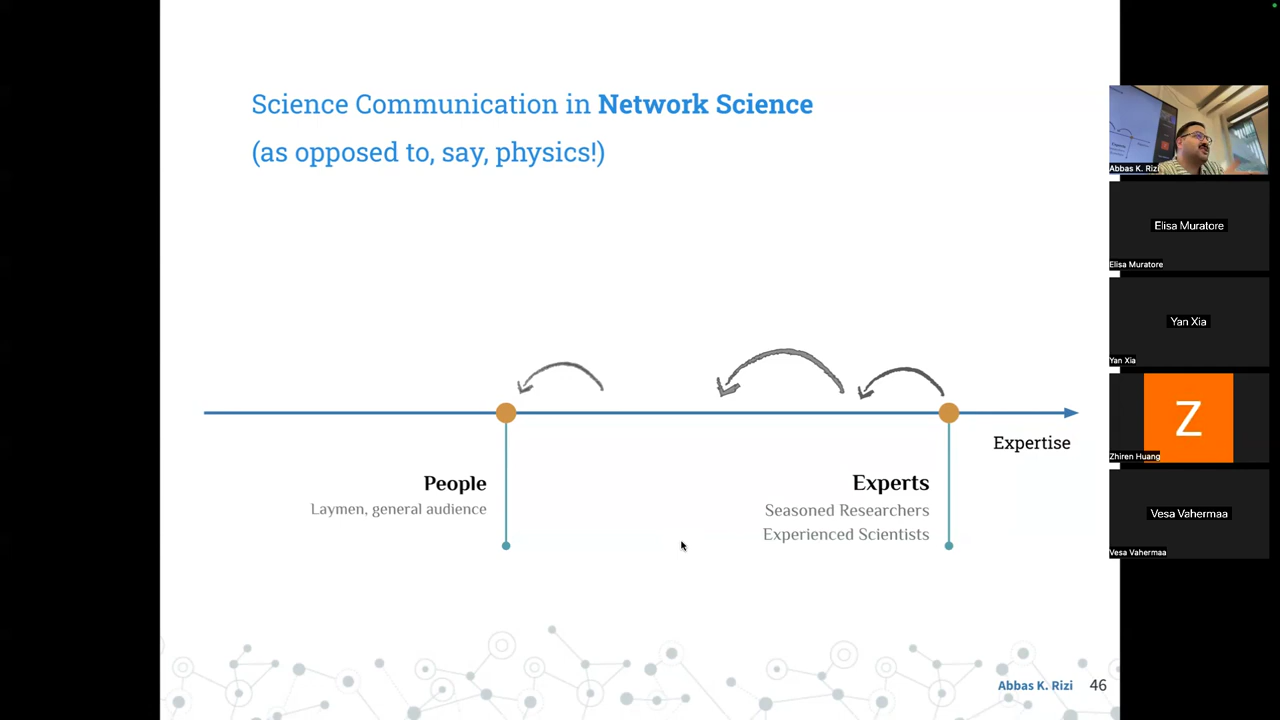 Science Communication in Network Science
(as opposed to, say, physics!)
Expertise
People
Laymen, general audience
Experts
Seasoned Researchers
Experienced Scientists
Abbas K. Rizi 46
Abbas K. Rizi
Elisa Muratore
Elisa Muratore
Yan Xia
Yan Xia
Z
Zhiren Huang
Vesa Vahermaa
Vesa Vahermaa